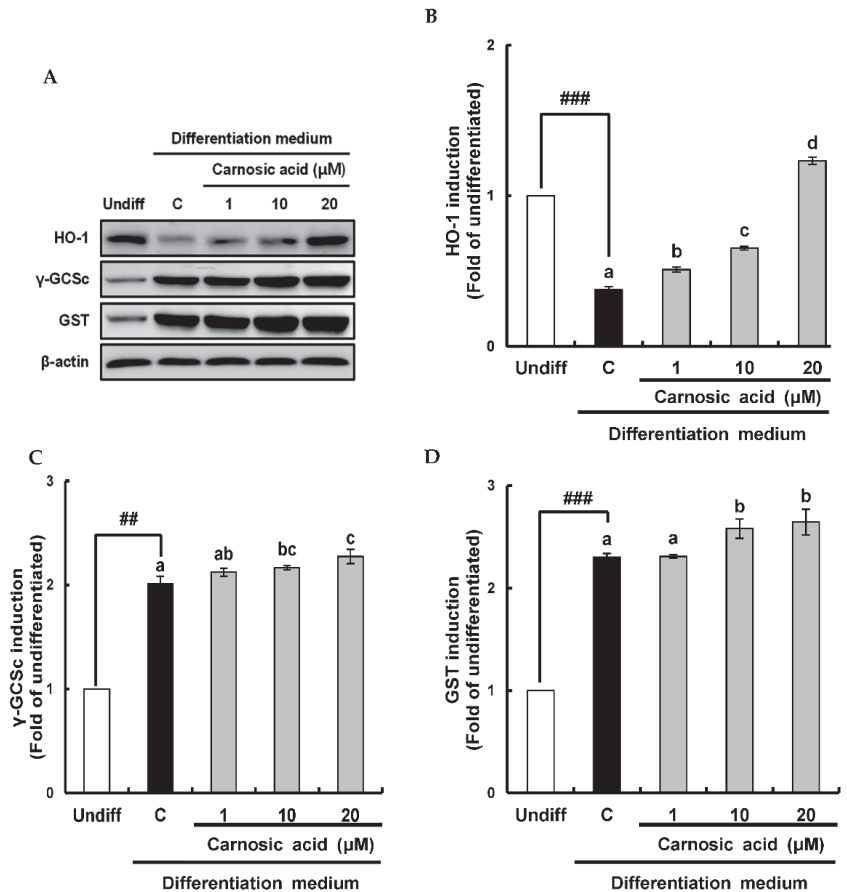 A
Differentiation medium
Carnosic acid (μM)
Undiff C 1 10 20
HO-1
γ-GCSc
GST
β-actin
B
HO-1 induction
(Fold of undifferentiated)
2
1
0
###
a
b
c
d
Undiff C 1 10 20
Carnosic acid (μM)
Differentiation medium
C
γ-GCSc induction
(Fold of undifferentiated)
3
2
1
0
##
a
ab
bc
c
Undiff C 1 10 20
Carnosic acid (μM)
Differentiation medium
D
GST induction
(Fold of undifferentiated)
3
2
1
0
###
a
a
b
b
Undiff C 1 10 20
Carnosic acid (μM)
Differentiation medium